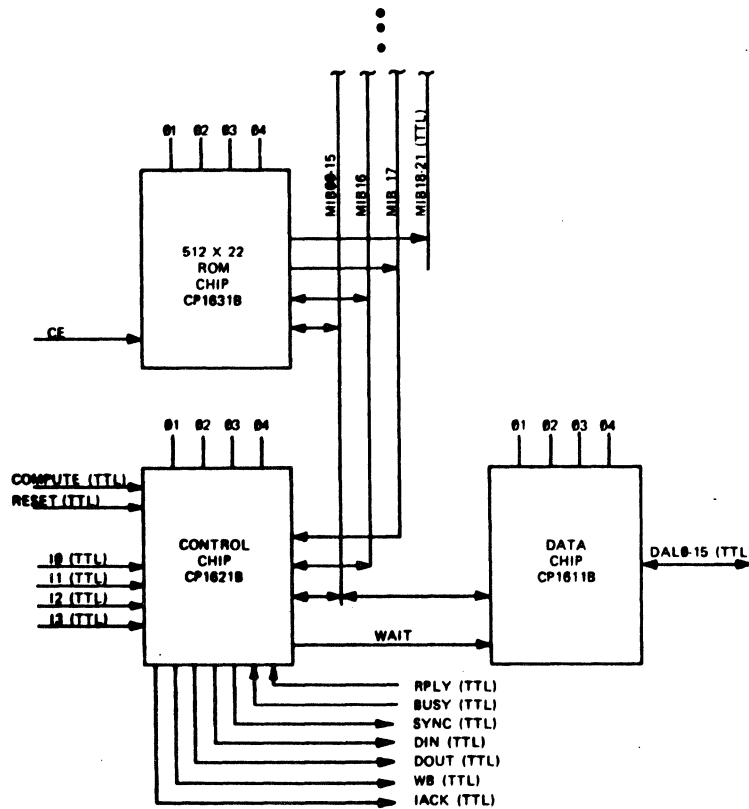 Ø1 Ø2 Ø3 Ø4
MIB00-15
MIB16
MIB 17
MIB18-21 (TTL)
512 X 22
ROM
CHIP
CP1631B
CE
Ø1 Ø2 Ø3 Ø4
Ø1 Ø2 Ø3 Ø4
COMPUTE (TTL)
RESET (TTL)
CONTROL
CHIP
CP1621B
DATA
CHIP
CP1611B
DAL0-15 (TTL
I0 (TTL)
I1 (TTL)
I2 (TTL)
I3 (TTL)
WAIT
RPLY (TTL)
BUSY (TTL)
SYNC (TTL)
DIN (TTL)
DOUT (TTL)
WB (TTL)
IACK (TTL)